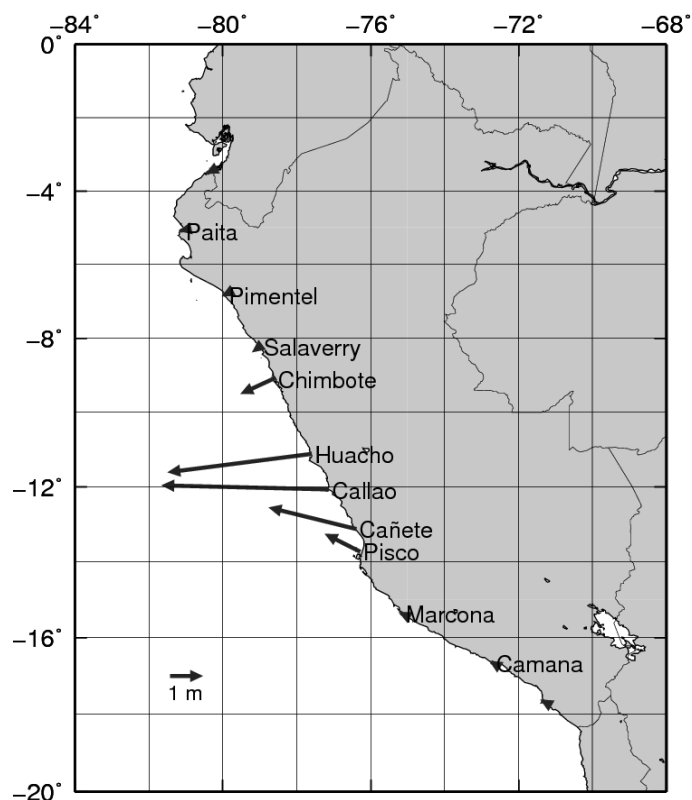 −84˚ −80˚ −76˚ −72˚ −68˚
0˚
−4˚
Paita
Pimentel
−8˚
Salaverry
Chimbote
Huacho
−12˚
Callao
Cañete
Pisco
Marcona
−16˚
Camana
1 m
−20˚